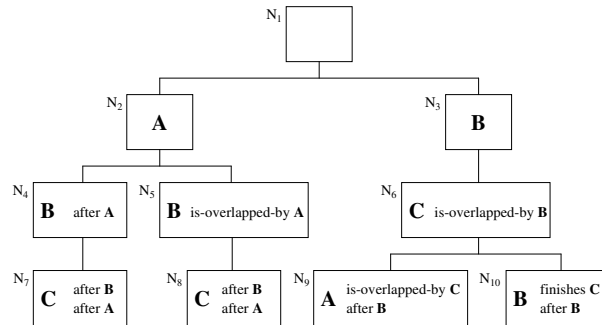 N1
N2
A
N3
B
N4
B after A
N5
B is-overlapped-by A
N6
C is-overlapped-by B
N7
C after B
after A
N8
C after B
after A
N9
A is-overlapped-by C
after B
N10
B finishes C
after B